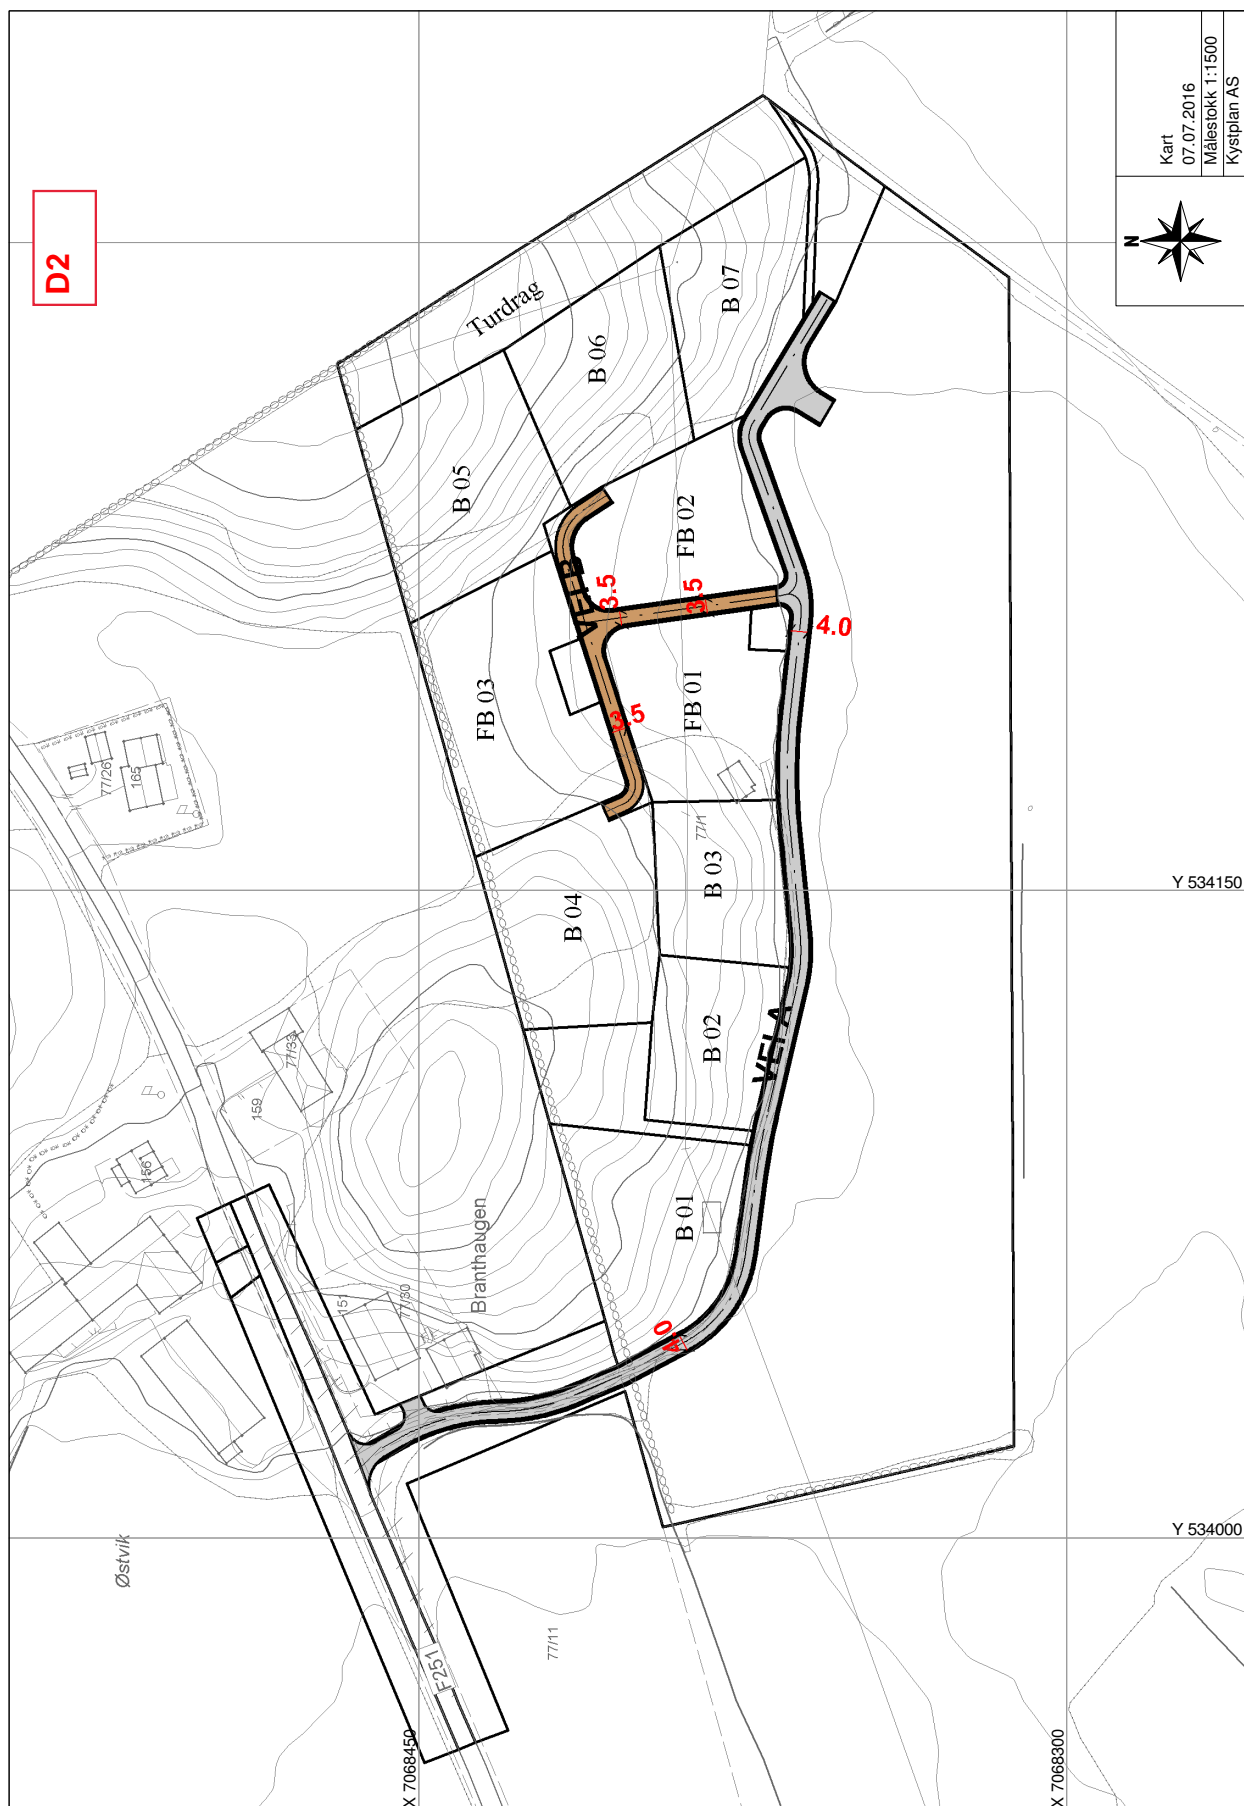 D2
Kart
07.07.2016
Målestokk 1:1500
Kystplan AS
N
Turdrag
B 07
B 06
B 05
FB 02
FB 03
FB 01
VEI B
3.5
3.5
3.5
4.0
77/26
165
77/1
B 03
B 04
Y 534150
B 02
VEI A
77/33
159
156
B 01
Branthaugen
151
77/30
4.0
Østvik
Y 534000
77/11
F251
X 7068450
X 7068300